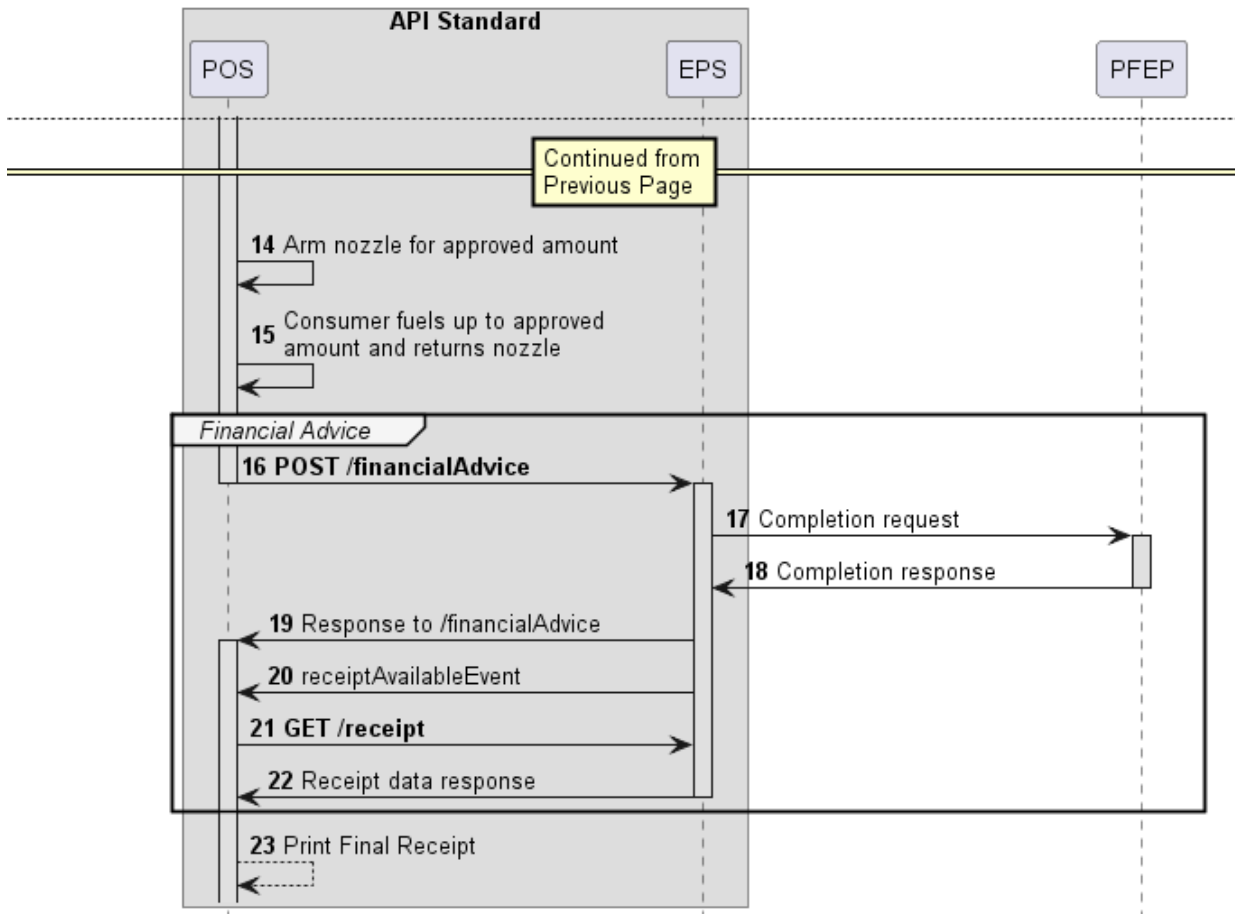 API Standard
POS
EPS
PFEP
Continued from
Previous Page
14 Arm nozzle for approved amount
15 Consumer fuels up to approved
amount and returns nozzle
Financial Advice
16 POST /financialAdvice
17 Completion request
18 Completion response
19 Response to /financialAdvice
20 receiptAvailableEvent
21 GET /receipt
22 Receipt data response
23 Print Final Receipt